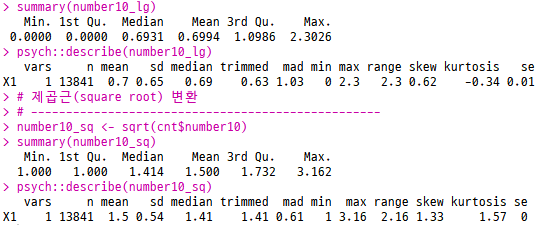 > summary(number10_lg)
   Min. 1st Qu.  Median    Mean 3rd Qu.    Max.
 0.0000  0.0000  0.6931  0.6994  1.0986  2.3026
> psych::describe(number10_lg)
   vars     n mean   sd median trimmed  mad min max range skew kurtosis   se
X1    1 13841  0.7 0.65   0.69    0.63 1.03   0 2.3   2.3 0.62    -0.34 0.01
> # 제곱근(square root) 변환
> # --------------------------------------------------
> number10_sq <- sqrt(cnt$number10)
> summary(number10_sq)
   Min. 1st Qu.  Median    Mean 3rd Qu.    Max.
  1.000   1.000   1.414   1.500   1.732   3.162
> psych::describe(number10_sq)
   vars     n mean   sd median trimmed  mad min  max range skew kurtosis se
X1    1 13841  1.5 0.54   1.41    1.41 0.61   1 3.16  2.16 1.33     1.57  0